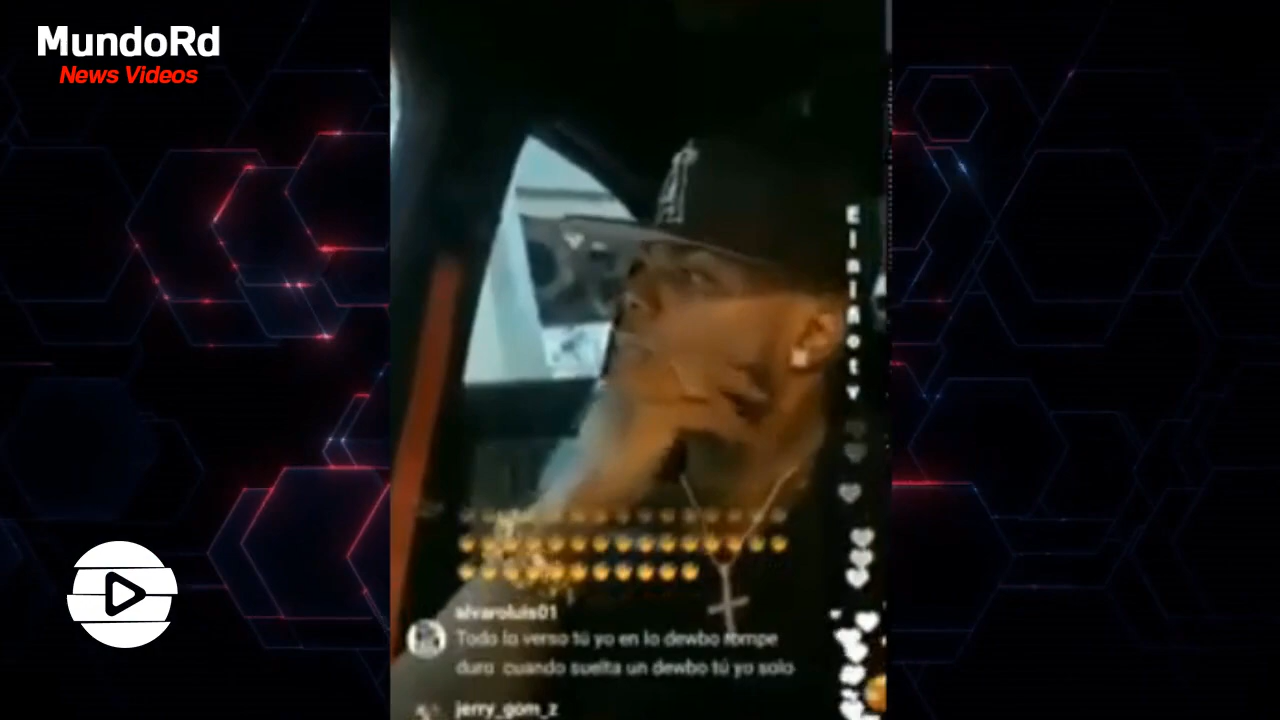 MundoRd
News Videos
alvaroluis01
Todo lo verso tú yo en lo dewbo rompe
duro cuando suelta un dewbo tú yo solo
jerry_gom_z